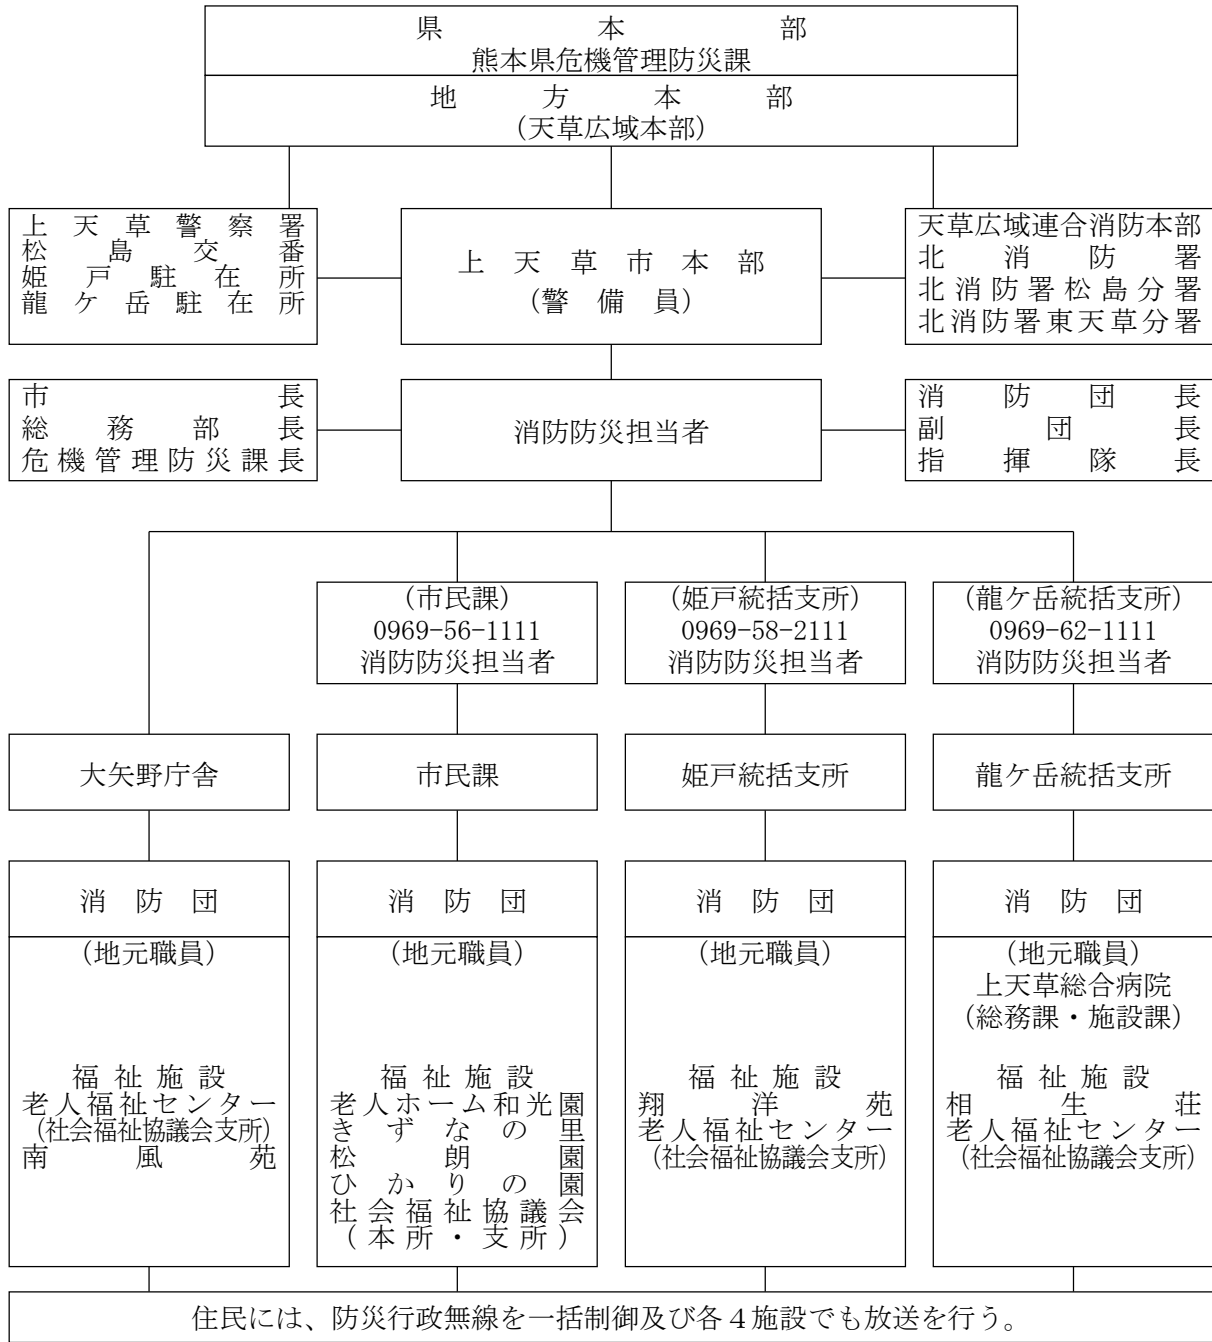 県本部
熊本県危機管理防災課
地方本部
(天草広域本部)
上天草警察署
松島交番
姫戸駐在所
龍ケ岳駐在所
上天草市本部
(警備員)
天草広域連合消防本部
北消防署
北消防署松島分署
北消防署東天草分署
市長
総務部長
危機管理防災課長
消防防災担当者
消防団長
副団長
指揮隊長
(市民課)
0969-56-1111
消防防災担当者
(姫戸統括支所)
0969-58-2111
消防防災担当者
(龍ケ岳統括支所)
0969-62-1111
消防防災担当者
大矢野庁舎
市民課
姫戸統括支所
龍ケ岳統括支所
消防団
(地元職員)
福祉施設
老人福祉センター
(社会福祉協議会支所)
南風苑
消防団
(地元職員)
福祉施設
老人ホーム和光園
きずなの里
松朗園
ひかりの園
社会福祉協議会
(本所・支所)
消防団
(地元職員)
福祉施設
翔洋苑
老人福祉センター
(社会福祉協議会支所)
消防団
(地元職員)
上天草総合病院
(総務課・施設課)
福祉施設
相生荘
老人福祉センター
(社会福祉協議会支所)
住民には、防災行政無線を一括制御及び各4施設でも放送を行う。